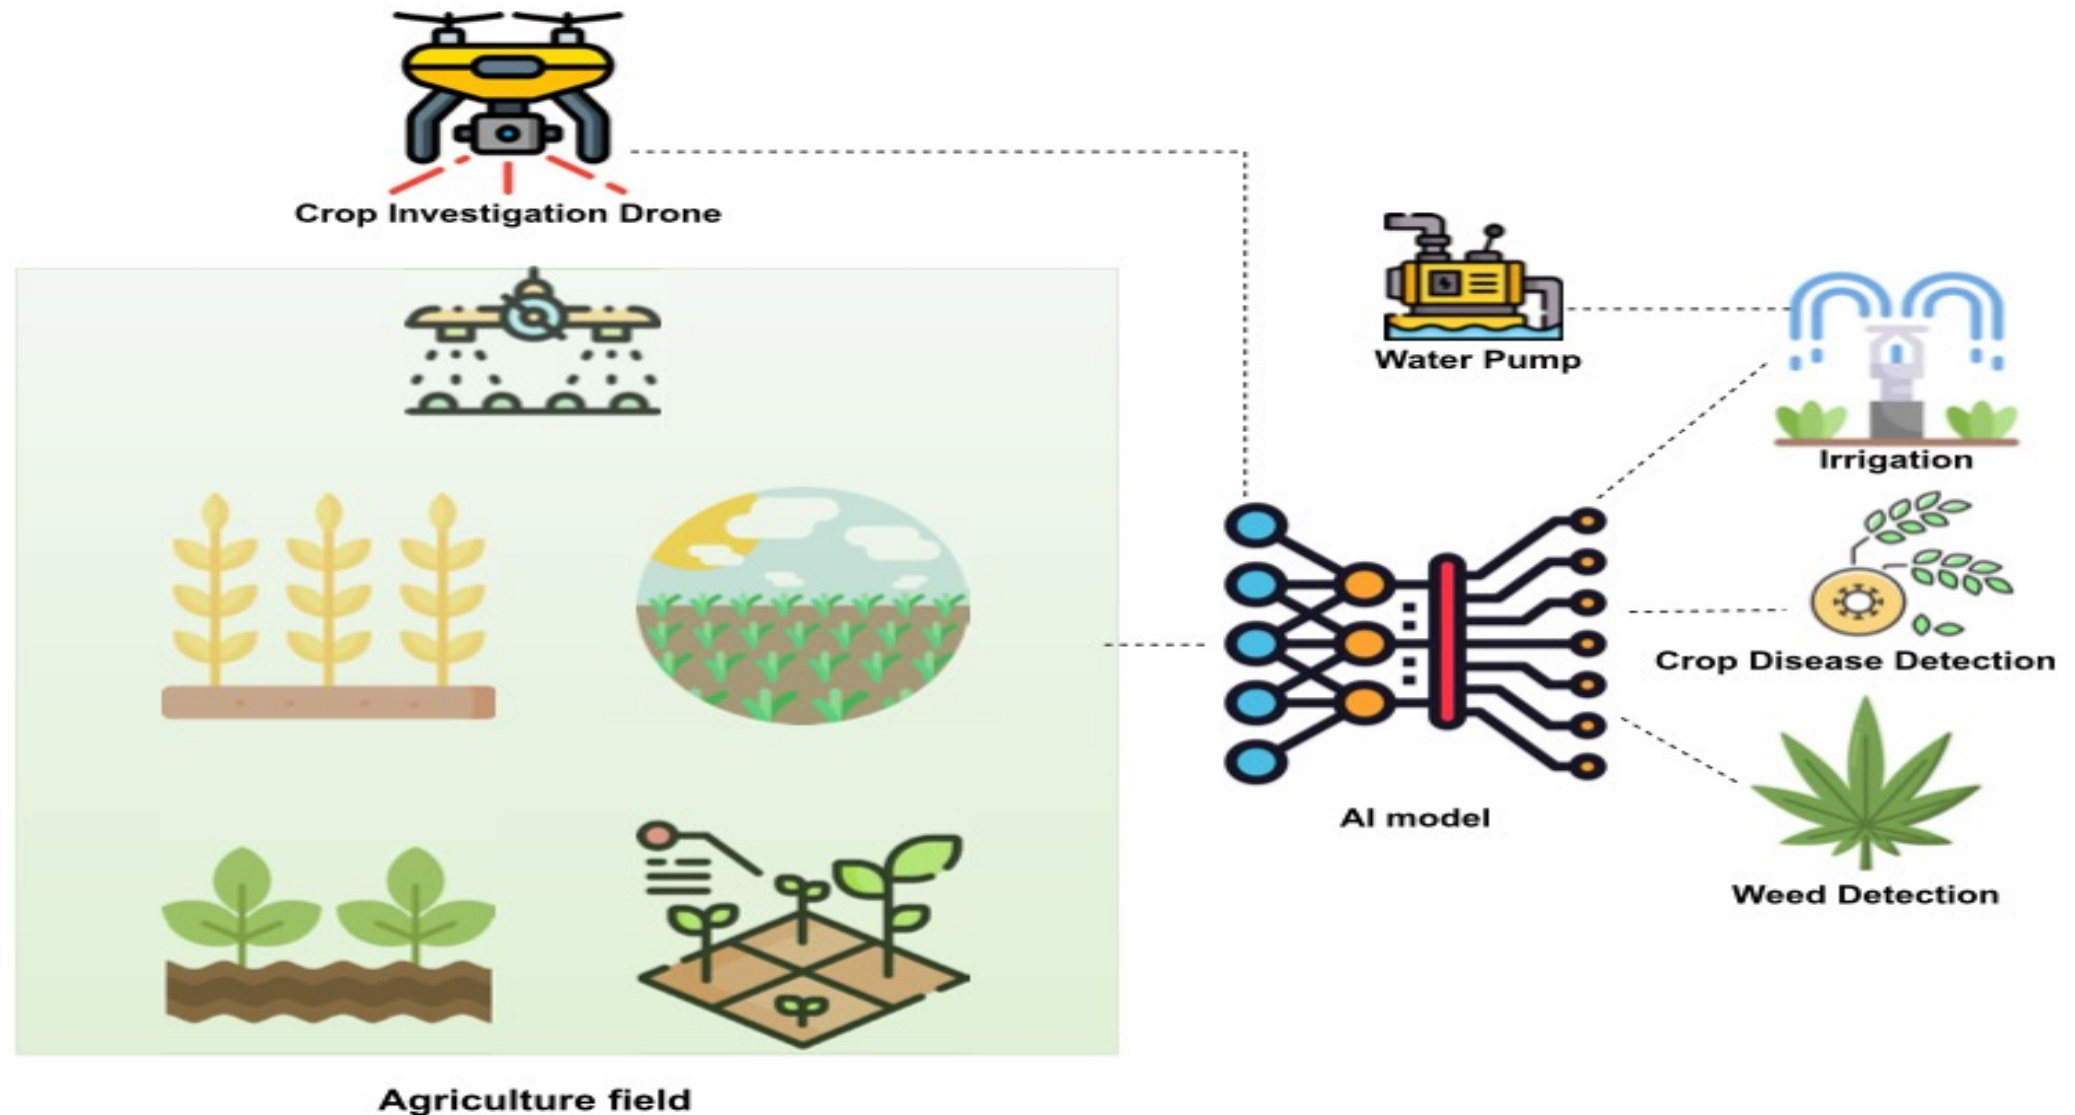 Crop Investigation Drone
Water Pump
Irrigation
Crop Disease Detection
AI model
Weed Detection
Agriculture field